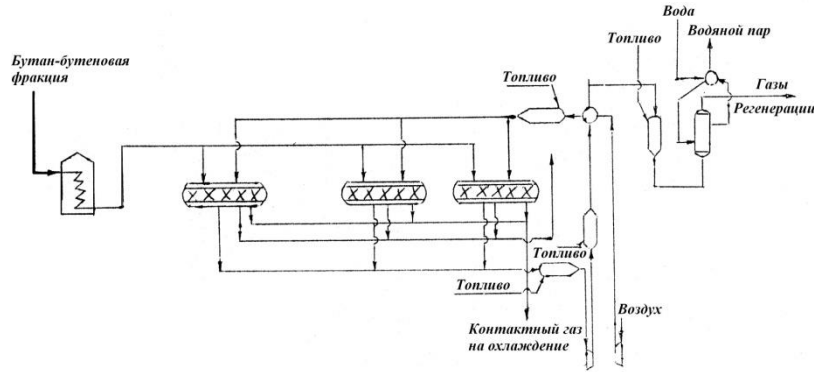 Вода
Водяной пар
Топливо
Бутан-бутеновая
фракция
Топливо
Газы
Регенерации
Топливо
Топливо
Воздух
Контактный газ
на охлаждение